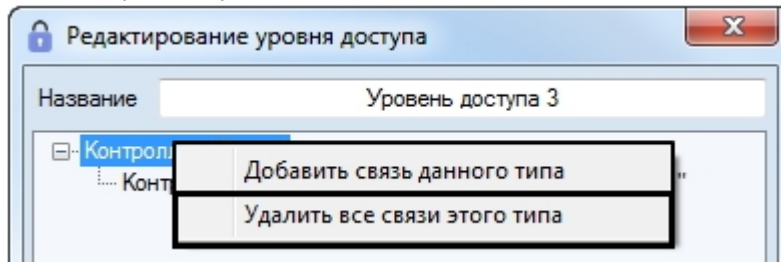 Редактирование уровня доступа
Название Уровень доступа 3
Добавить связь данного типа
Удалить все связи этого типа